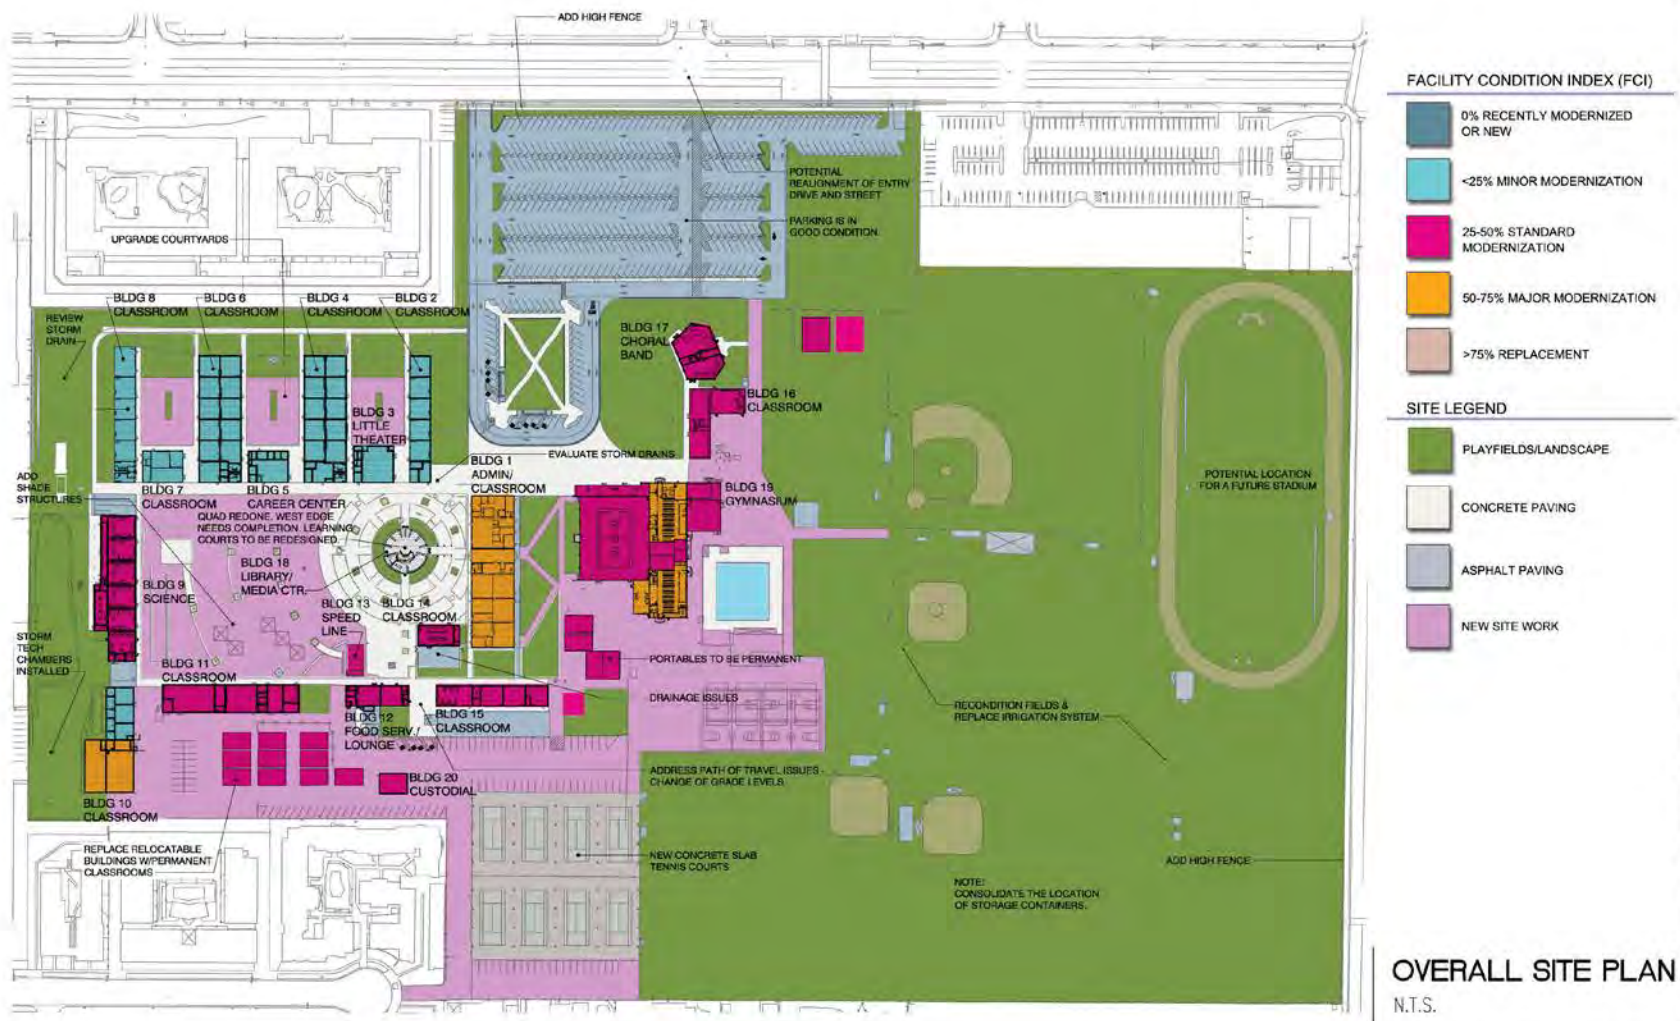 ADD HIGH FENCE
POTENTIAL
REALIGNMENT OF ENTRY
DRIVE AND STREET
PARKING IS IN
GOOD CONDITION.
UPGRADE COURTYARDS
BLDG 8
CLASSROOM
BLDG 6
CLASSROOM
BLDG 4
CLASSROOM
BLDG 2
CLASSROOM
REVIEW
STORM
DRAIN
BLDG 17
CHORAL
BAND
BLDG 16
CLASSROOM
BLDG 3
LITTLE
THEATER
EVALUATE STORM DRAINS
BLDG 1
ADMIN/
CLASSROOM
ADD
SHADE
STRUCTURES
BLDG 7
CLASSROOM
BLDG 5
CAREER CENTER
QUAD REDONE. WEST EDGE
NEEDS COMPLETION. LEARNING
COURTS TO BE REDESIGNED.
BLDG 19
GYMNASIUM
POTENTIAL LOCATION
FOR A FUTURE STADIUM
BLDG 18
LIBRARY/
MEDIA CTR.
BLDG 9
SCIENCE
BLDG 13
SPEED
LINE
BLDG 14
CLASSROOM
STORM
TECH
CHAMBERS
INSTALLED
BLDG 11
CLASSROOM
PORTABLES TO BE PERMANENT
DRAINAGE ISSUES
BLDG 12
FOOD SERV./
LOUNGE
BLDG 15
CLASSROOM
RECONDITION FIELDS &
REPLACE IRRIGATION SYSTEM
BLDG 20
CUSTODIAL
ADDRESS PATH OF TRAVEL ISSUES -
CHANGE OF GRADE LEVELS.
BLDG 10
CLASSROOM
REPLACE RELOCATABLE
BUILDINGS W/PERMANENT
CLASSROOMS
NEW CONCRETE SLAB
TENNIS COURTS
ADD HIGH FENCE
NOTE:
CONSOLIDATE THE LOCATION
OF STORAGE CONTAINERS.
FACILITY CONDITION INDEX (FCI)
0% RECENTLY MODERNIZED
OR NEW
<25% MINOR MODERNIZATION
25-50% STANDARD
MODERNIZATION
50-75% MAJOR MODERNIZATION
>75% REPLACEMENT
SITE LEGEND
PLAYFIELDS/LANDSCAPE
CONCRETE PAVING
ASPHALT PAVING
NEW SITE WORK
OVERALL SITE PLAN
N.T.S.